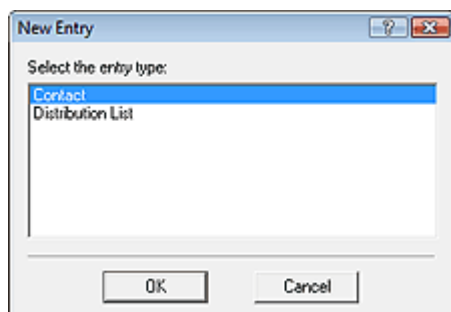 New Entry
Select the entry type:
Contact
Distribution List
OK
Cancel